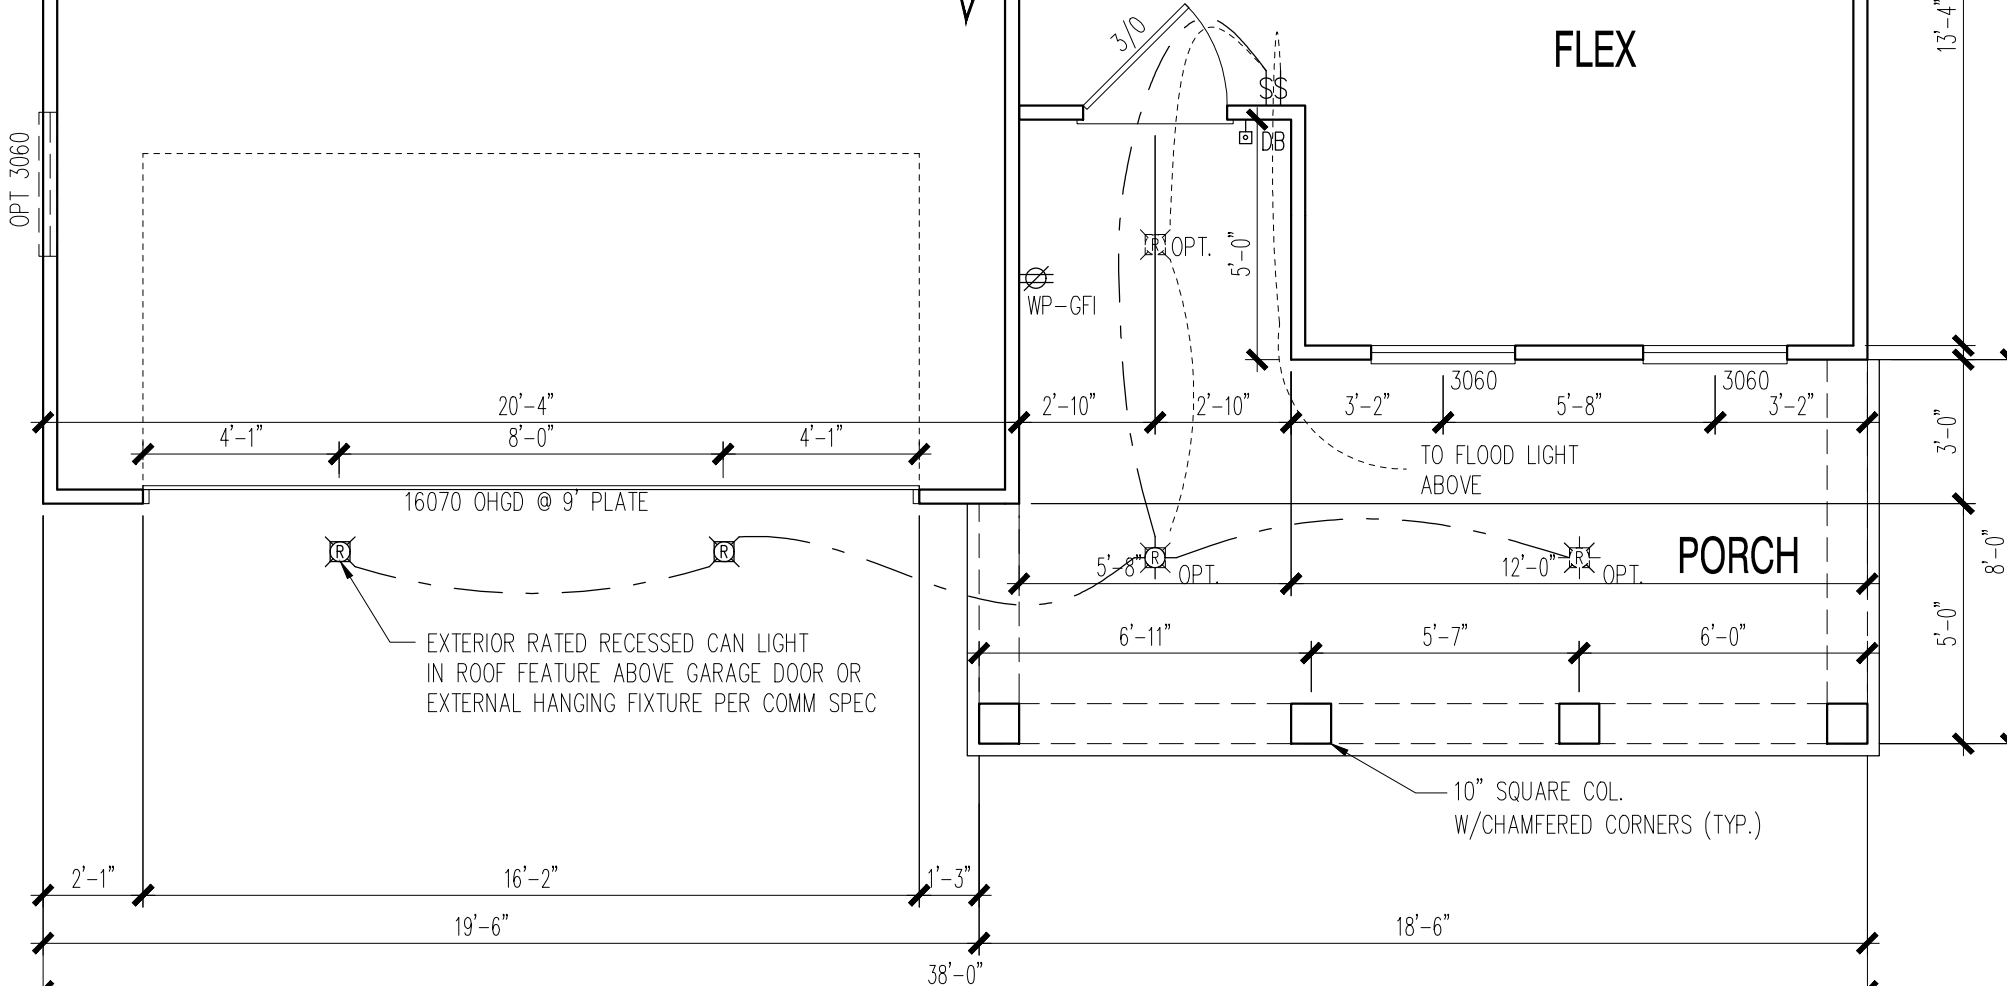 13'-4"
3/0
FLEX
SS
DB
OPT 3060
R OPT.
5'-0"
WP-GFI
3060
3060
20'-4"
2'-10"
2'-10"
3'-2"
5'-8"
3'-2"
4'-1"
8'-0"
4'-1"
3'-0"
TO FLOOD LIGHT
ABOVE
16070 OHGD @ 9' PLATE
R
R
R
OPT.
5'-8"
12'-0"
R
OPT.
PORCH
8'-0"
EXTERIOR RATED RECESSED CAN LIGHT
IN ROOF FEATURE ABOVE GARAGE DOOR OR
EXTERNAL HANGING FIXTURE PER COMM SPEC
6'-11"
5'-7"
6'-0"
5'-0"
10" SQUARE COL.
W/CHAMFERED CORNERS (TYP.)
2'-1"
16'-2"
1'-3"
19'-6"
18'-6"
38'-0"